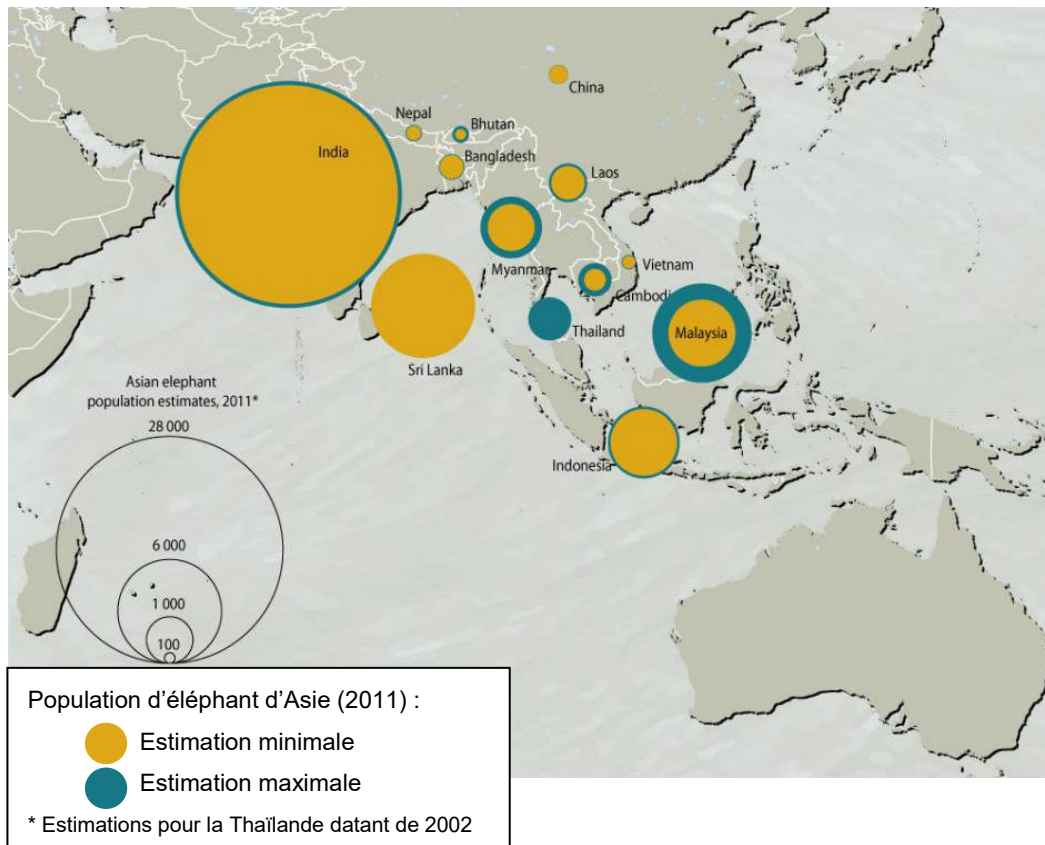 China
Nepal
Bhutan
India
Bangladesh
Laos
Myanmar
Vietnam
Cambodi
Thailand
Malaysia
Sri Lanka
Indonesia
Asian elephant
population estimates, 2011*
28 000
6 000
1 000
100
Population d'éléphant d'Asie (2011) :
Estimation minimale
Estimation maximale
* Estimations pour la Thaïlande datant de 2002